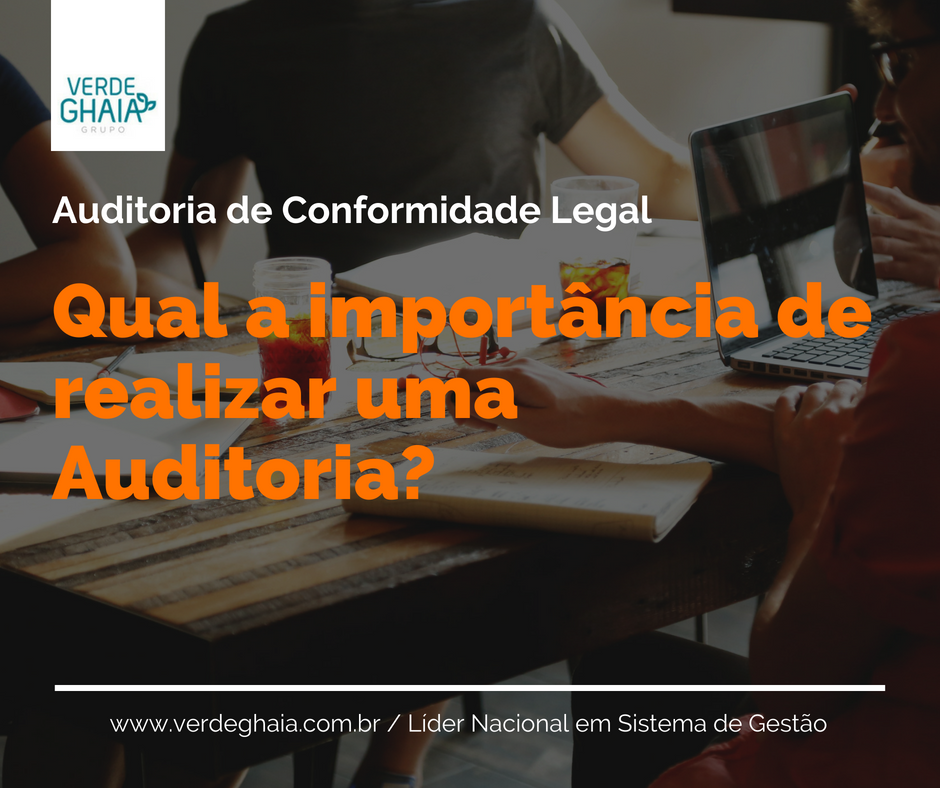 VERDE
GHAIA
GRUPO
Auditoria de Conformidade Legal
Qual a importância de
realizar uma
Auditoria?
www.verdeghaia.com.br / Líder Nacional em Sistema de Gestão